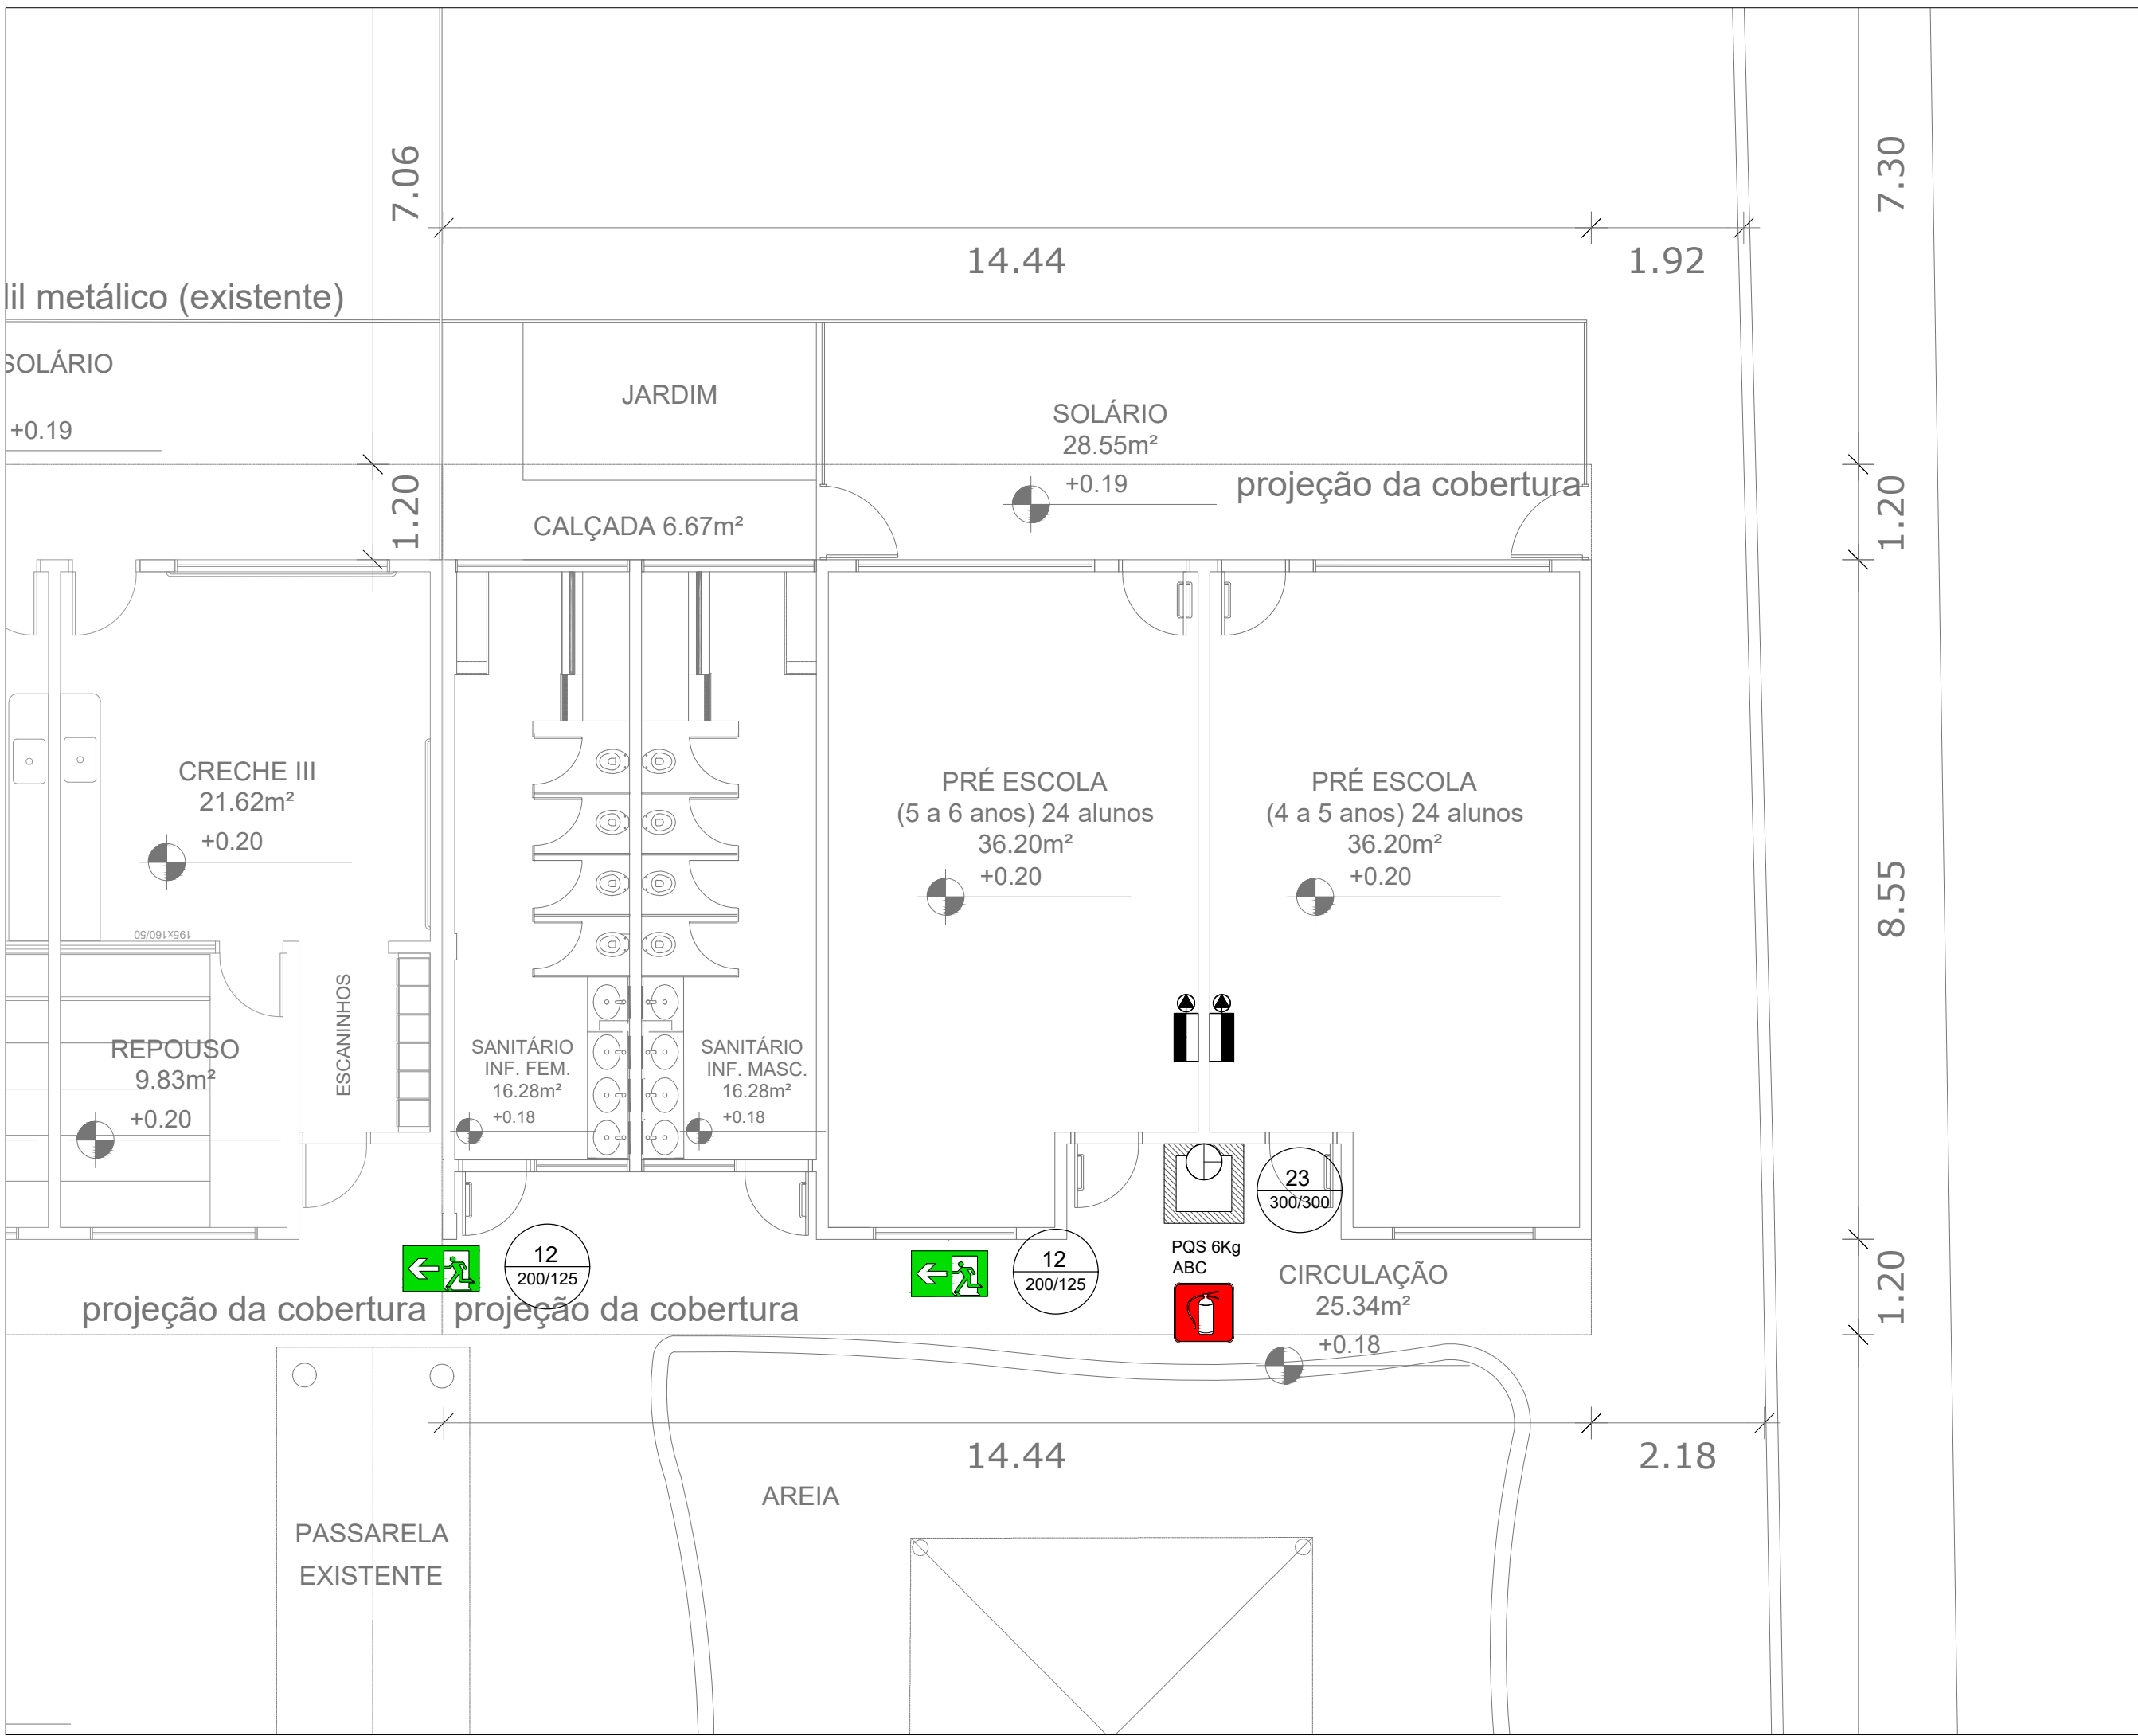 7.06
7.30
14.44
1.92
lil metálico (existente)
SOLÁRIO
+0.19
JARDIM
SOLÁRIO
28.55m²
+0.19
projeção da cobertura
1.20
1.20
CALÇADA 6.67m²
CRECHE III
21.62m²
+0.20
PRÉ ESCOLA
(5 a 6 anos) 24 alunos
36.20m²
+0.20
PRÉ ESCOLA
(4 a 5 anos) 24 alunos
36.20m²
+0.20
8.55
195x160/50
ESCANINHOS
REPOUSO
9.83m²
+0.20
SANITÁRIO
INF. FEM.
16.28m²
+0.18
SANITÁRIO
INF. MASC.
16.28m²
+0.18
23
300/300
12
200/125
12
200/125
PQS 6Kg
ABC
CIRCULAÇÃO
25.34m²
+0.18
1.20
projeção da cobertura
projeção da cobertura
14.44
2.18
AREIA
PASSARELA
EXISTENTE